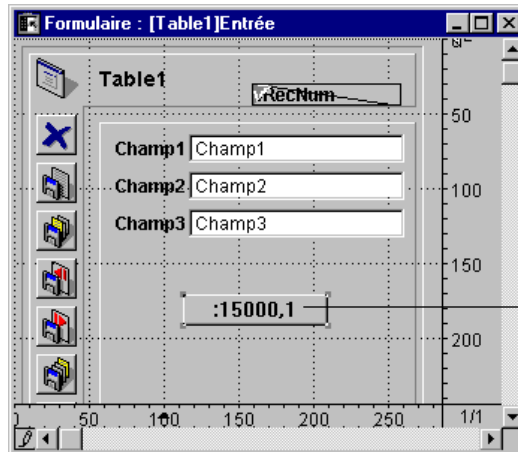 Formulaire : [Table1]Entrée
Table1
vRecNum
50
Champ1 Champ1
Champ2 Champ2
100
Champ3 Champ3
150
:15000,1
200
50 100 150 200 250 1/1